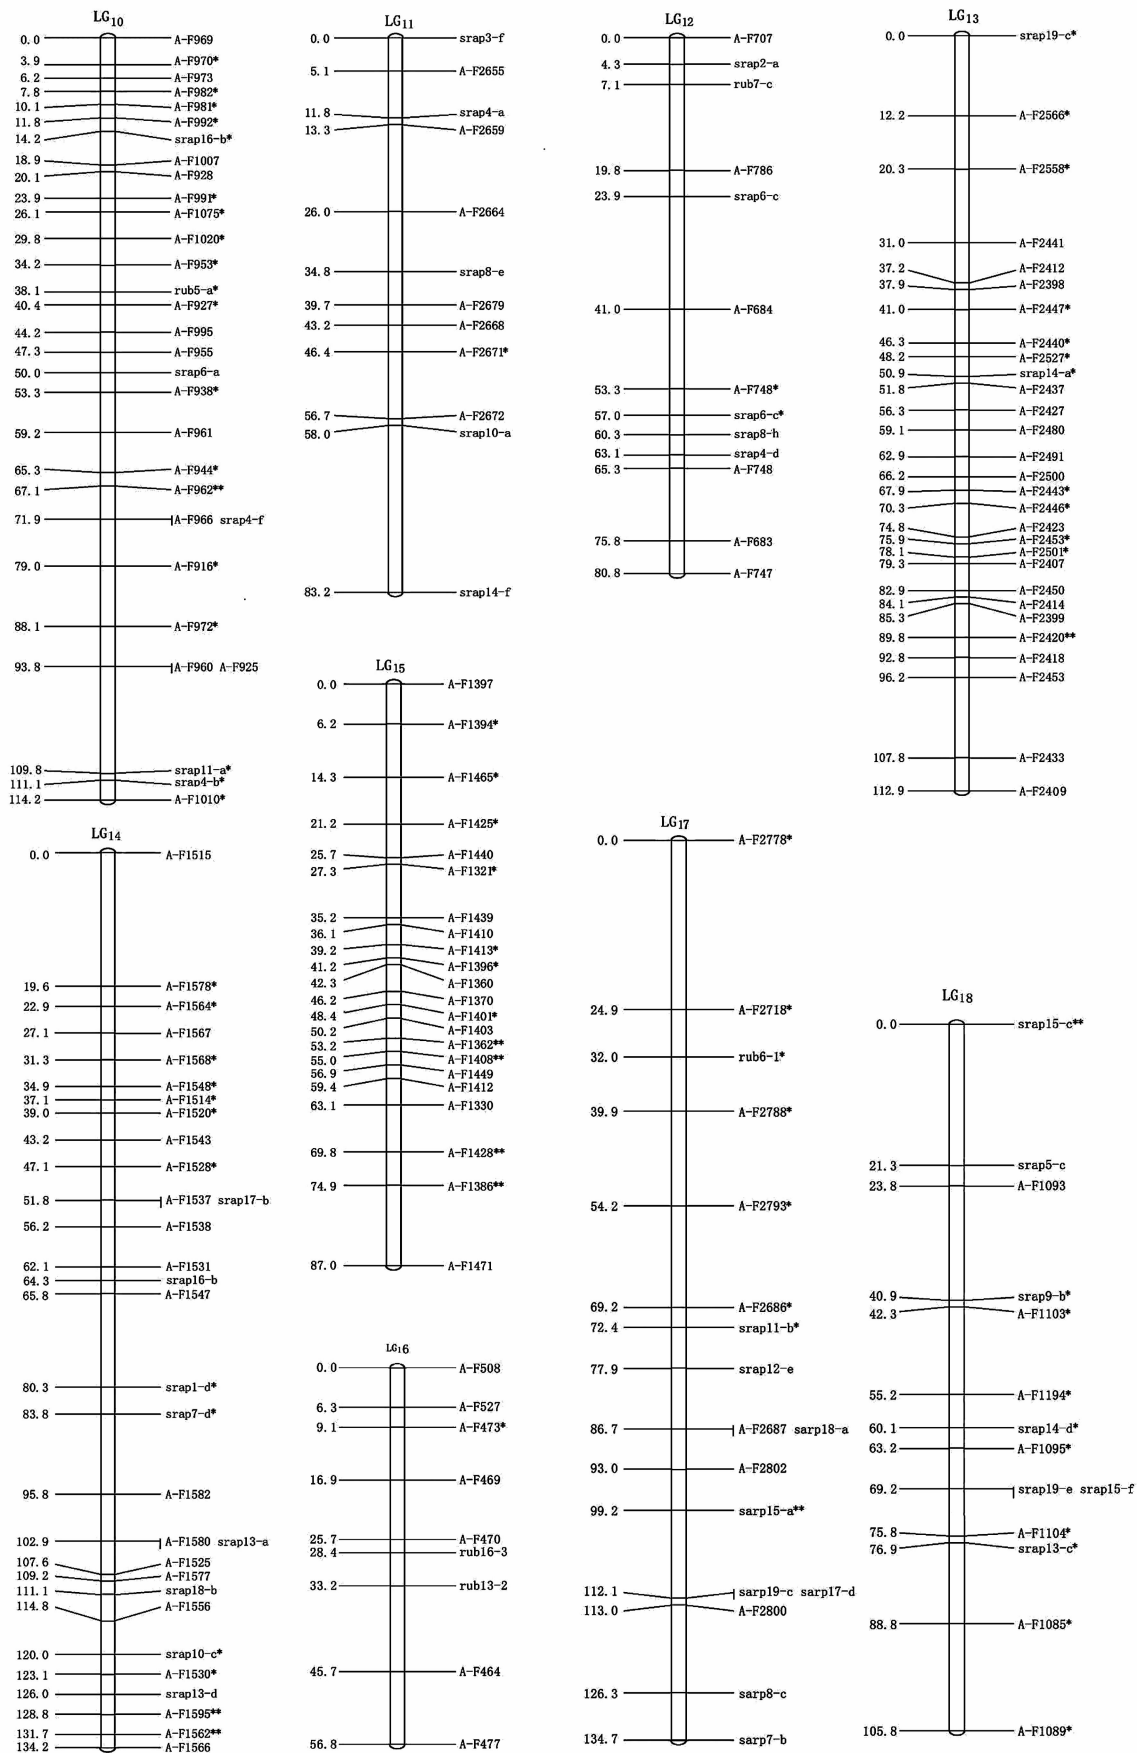 LG10
0.0 A-F969
3.9 A-F970*
6.2 A-F973
7.8 A-F982*
10.1 A-F981*
11.8 A-F992*
14.2 srap16-b*
18.9 A-F1007
20.1 A-F928
23.9 A-F991*
26.1 A-F1075*
29.8 A-F1020*
34.2 A-F953*
38.1 rub5-a*
40.4 A-F927*
44.2 A-F995
47.3 A-F955
50.0 srap6-a
53.3 A-F938*
59.2 A-F961
65.3 A-F944*
67.1 A-F962**
71.9 A-F966 srap4-f
79.0 A-F916*
88.1 A-F972*
93.8 A-F960 A-F925
109.8 srap11-a*
111.1 srap4-b*
114.2 A-F1010*
LG11
0.0 srap3-f
5.1 A-F2655
11.8 srap4-a
13.3 A-F2659
26.0 A-F2664
34.8 srap8-e
39.7 A-F2679
43.2 A-F2668
46.4 A-F2671*
56.7 A-F2672
58.0 srap10-a
83.2 srap14-f
LG12
0.0 A-F707
4.3 srap2-a
7.1 rub7-c
19.8 A-F786
23.9 srap6-c
41.0 A-F684
53.3 A-F748*
57.0 srap6-c*
60.3 srap8-h
63.1 srap4-d
65.3 A-F748
75.8 A-F683
80.8 A-F747
LG13
0.0 srap19-c*
12.2 A-F2566*
20.3 A-F2558*
31.0 A-F2441
37.2 A-F2412
37.9 A-F2398
41.0 A-F2447*
46.3 A-F2440*
48.2 A-F2527*
50.9 srap14-a*
51.8 A-F2437
56.3 A-F2427
59.1 A-F2480
62.9 A-F2491
66.2 A-F2500
67.9 A-F2443*
70.3 A-F2446*
74.8 A-F2423
75.9 A-F2453*
78.1 A-F2501*
79.3 A-F2407
82.9 A-F2450
84.1 A-F2414
85.3 A-F2399
89.8 A-F2420**
92.8 A-F2418
96.2 A-F2453
107.8 A-F2433
112.9 A-F2409
LG14
0.0 A-F1515
19.6 A-F1578*
22.9 A-F1564*
27.1 A-F1567
31.3 A-F1568*
34.9 A-F1548*
37.1 A-F1514*
39.0 A-F1520*
43.2 A-F1543
47.1 A-F1528*
51.8 A-F1537 srap17-b
56.2 A-F1538
62.1 A-F1531
64.3 srap16-b
65.8 A-F1547
80.3 srap1-d*
83.8 srap7-d*
95.8 A-F1582
102.9 A-F1580 srap13-a
107.6 A-F1525
109.2 A-F1577
111.1 srap18-b
114.8 A-F1556
120.0 srap10-c*
123.1 A-F1530*
126.0 srap13-d
128.8 A-F1595**
131.7 A-F1562**
134.2 A-F1566
LG15
0.0 A-F1397
6.2 A-F1394*
14.3 A-F1465*
21.2 A-F1425*
25.7 A-F1440
27.3 A-F1321*
35.2 A-F1439
36.1 A-F1410
39.2 A-F1413*
41.2 A-F1396*
42.3 A-F1360
46.2 A-F1370
48.4 A-F1401*
50.2 A-F1403
53.2 A-F1362**
55.0 A-F1408**
56.9 A-F1449
59.4 A-F1412
63.1 A-F1330
69.8 A-F1428**
74.9 A-F1386**
87.0 A-F1471
LG16
0.0 A-F508
6.3 A-F527
9.1 A-F473*
16.9 A-F469
25.7 A-F470
28.4 rub16-3
33.2 rub13-2
45.7 A-F464
56.8 A-F477
LG17
0.0 A-F2778*
24.9 A-F2718*
32.0 rub6-1*
39.9 A-F2788*
54.2 A-F2793*
69.2 A-F2686*
72.4 srap11-b*
77.9 srap12-e
86.7 A-F2687 sarp18-a
93.0 A-F2802
99.2 sarp15-a**
112.1 sarp19-c sarp17-d
113.0 A-F2800
126.3 sarp8-c
134.7 sarp7-b
LG18
0.0 srap15-c**
21.3 srap5-c
23.8 A-F1093
40.9 srap9-b*
42.3 A-F1103*
55.2 A-F1194*
60.1 srap14-d*
63.2 A-F1095*
69.2 srap19-e srap15-f
75.8 A-F1104*
76.9 srap13-c*
88.8 A-F1085*
105.8 A-F1089*